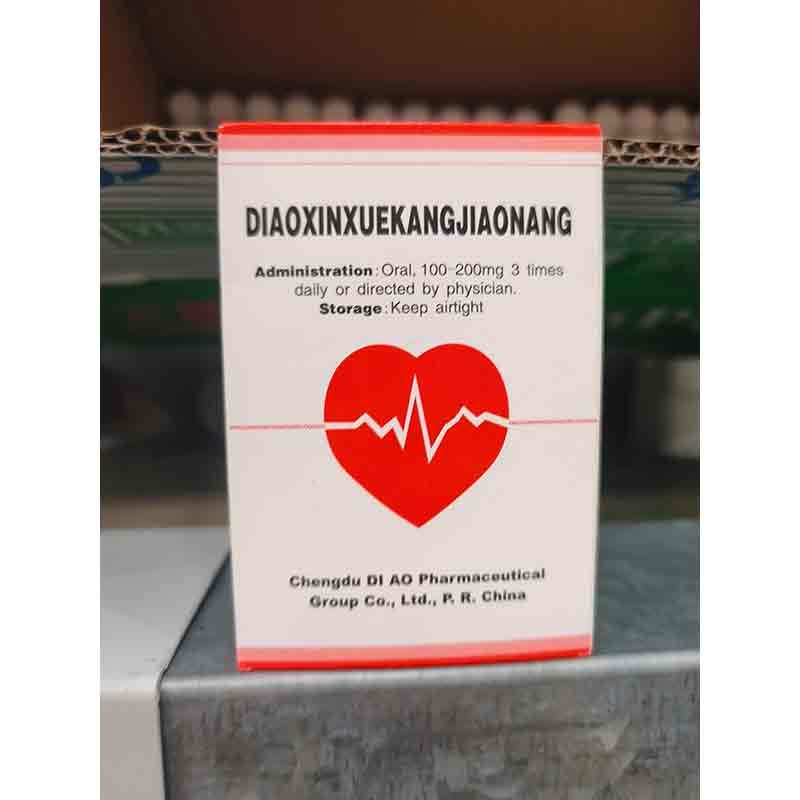 DIAOXINXUEKANGJIAONANG
Administration:Oral, 100-200mg 3 times
daily or directed by physician.
Storage:Keep airtight
Chengdu DI AO Pharmaceutical
Group Co., Ltd., P. R. China